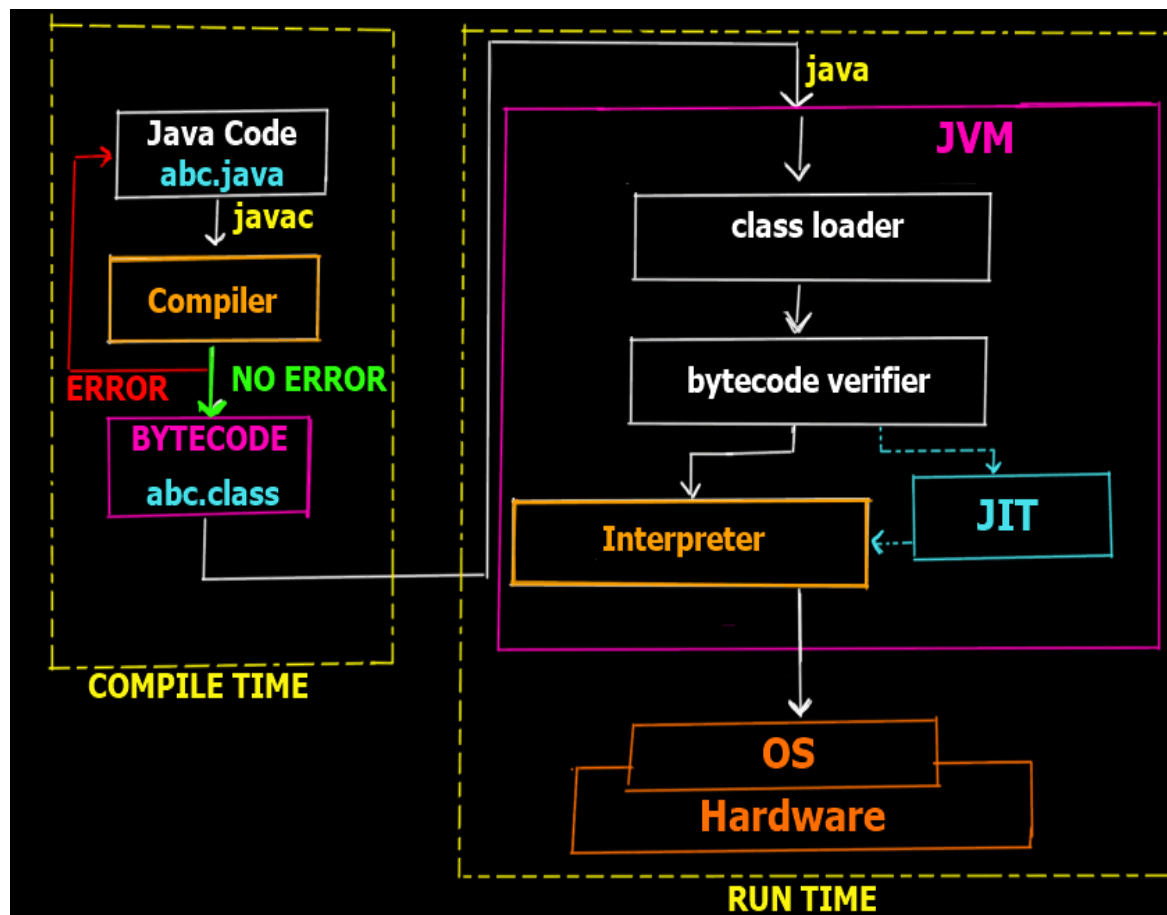 Java Code
abc.java
javac
Compiler
ERROR
NO ERROR
BYTECODE
abc.class
COMPILE TIME
java
JVM
class loader
bytecode verifier
Interpreter
JIT
OS
Hardware
RUN TIME